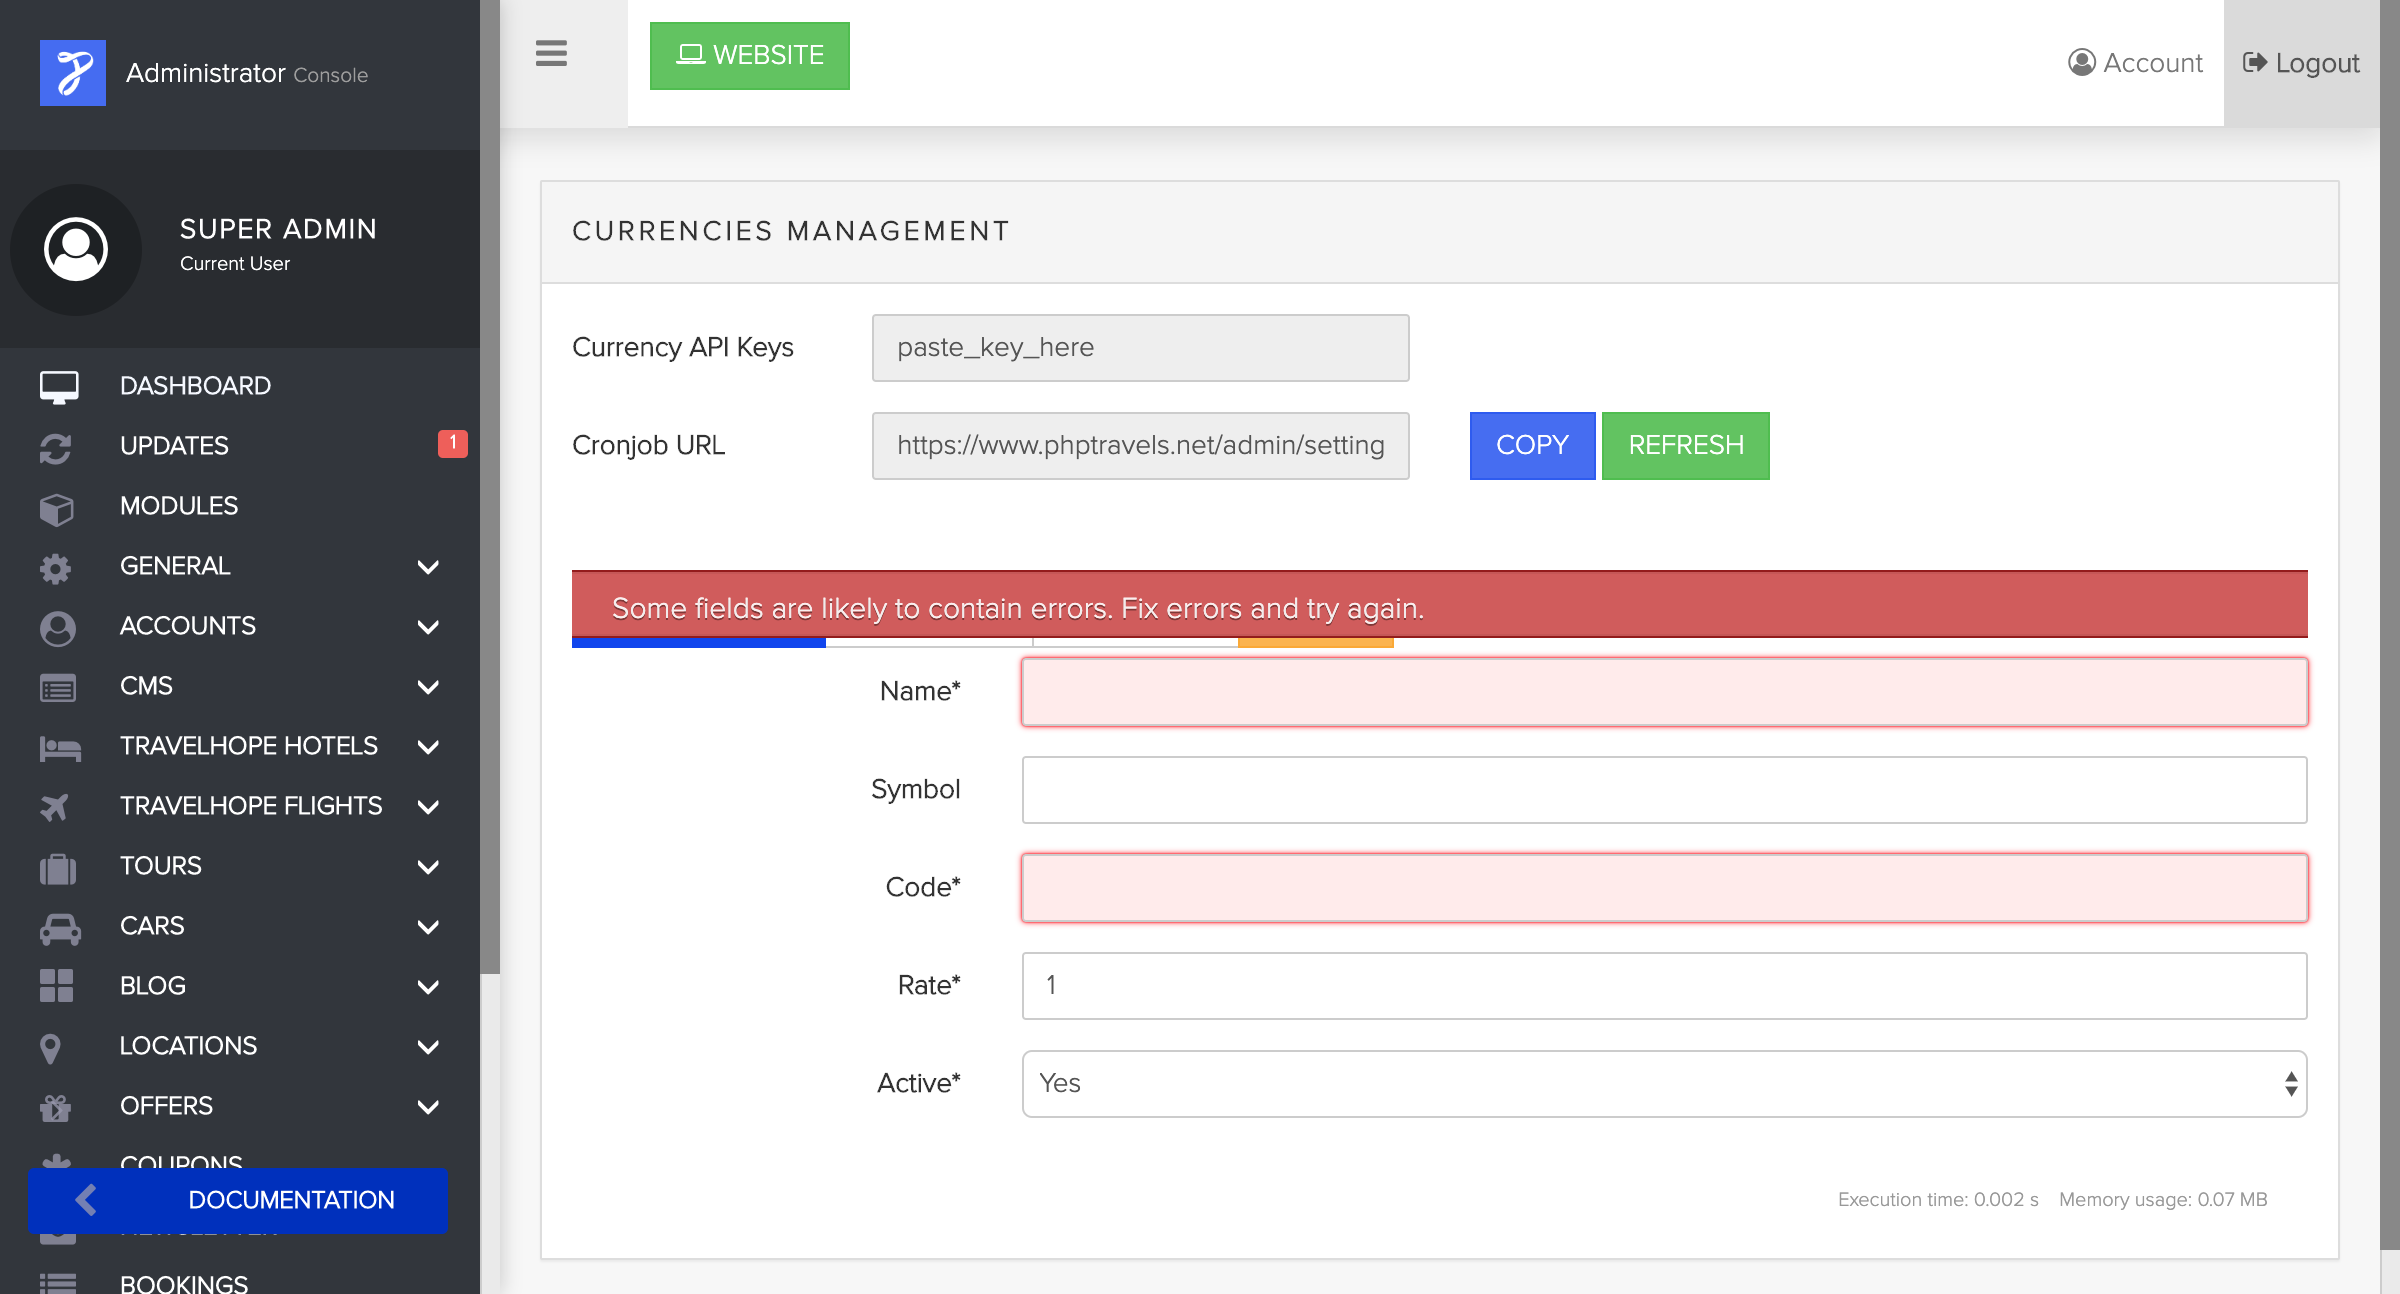 Administrator Console
WEBSITE
Account
Logout
SUPER ADMIN
Current User
DASHBOARD
UPDATES 1
MODULES
GENERAL
ACCOUNTS
CMS
TRAVELHOPE HOTELS
TRAVELHOPE FLIGHTS
TOURS
CARS
BLOG
LOCATIONS
OFFERS
COUPONS
DOCUMENTATION
BOOKINGS
CURRENCIES MANAGEMENT
Currency API Keys paste_key_here
Cronjob URL https://www.phptravels.net/admin/setting COPY REFRESH
Some fields are likely to contain errors. Fix errors and try again.
Name*
Symbol
Code*
Rate* 1
Active* Yes
Execution time: 0.002 s Memory usage: 0.07 MB